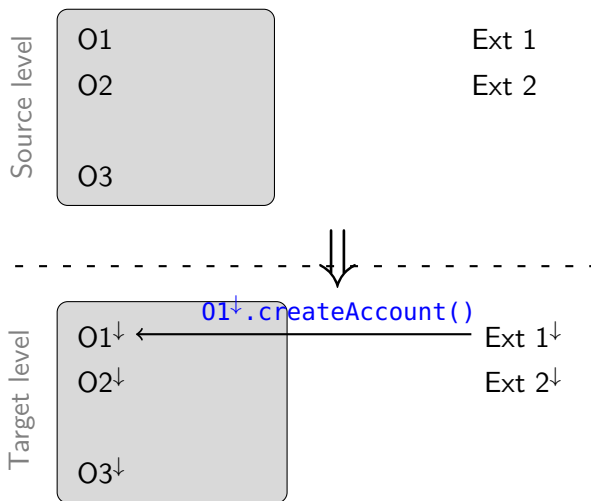 Source level
O1 Ext 1
O2 Ext 2
O3
Target level
O1↓.createAccount()
O1↓ Ext 1↓
O2↓ Ext 2↓
O3↓